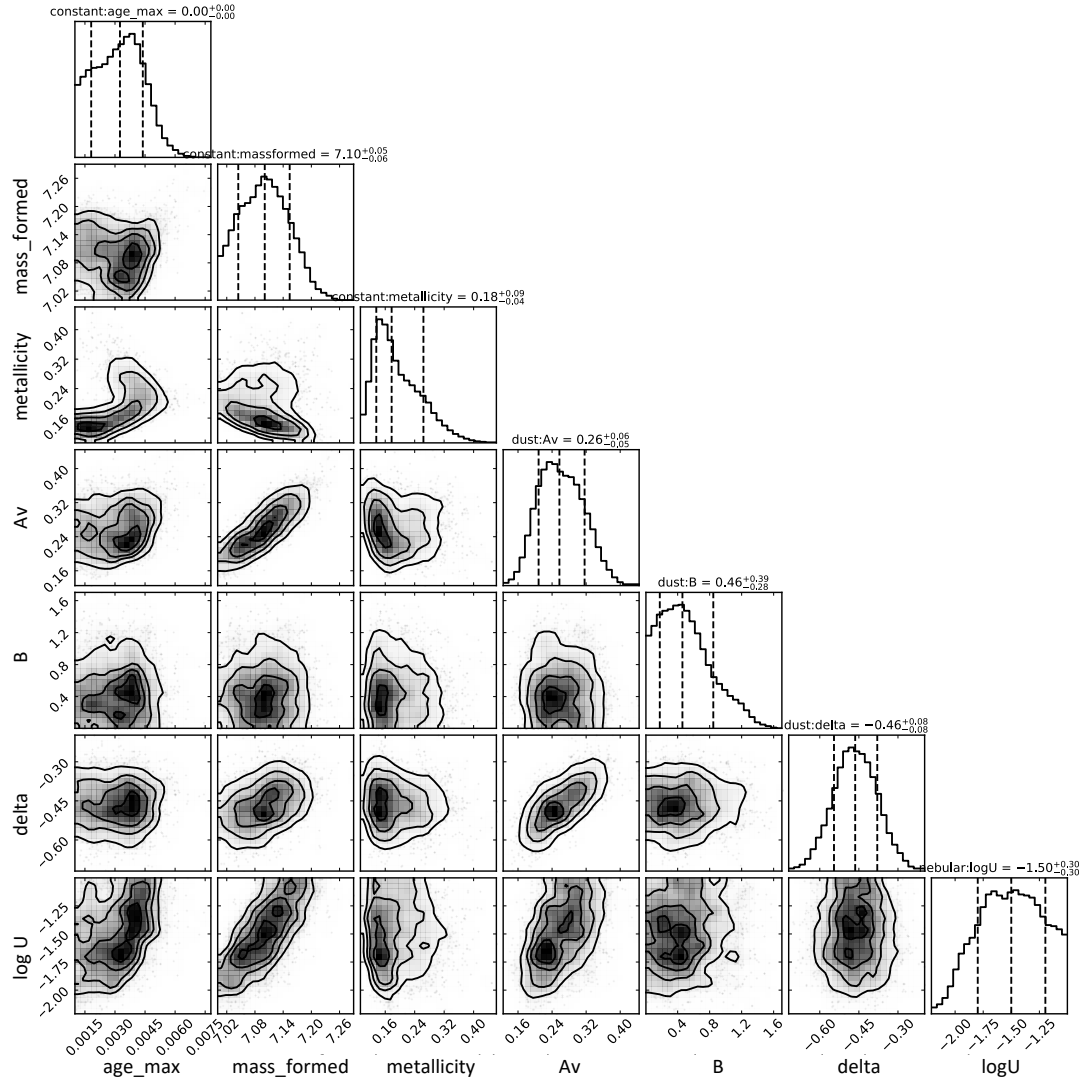 constant:age_max = 0.00+0.00−0.00
constant:massformed = 7.10+0.05−0.06
mass_formed
7.26
7.20
7.14
7.08
7.02
constant:metallicity = 0.18+0.09−0.04
metallicity
0.40
0.32
0.24
0.16
dust:Av = 0.26+0.06−0.05
Av
0.40
0.32
0.24
0.16
dust:B = 0.46+0.39−0.28
B
1.6
1.2
0.8
0.4
dust:delta = −0.46+0.08−0.08
delta
−0.30
−0.45
−0.60
nebular:logU = −1.50+0.30−0.30
log U
−1.25
−1.50
−1.75
−2.00
0.0015 0.0030 0.0045 0.0060 0.0075 7.02 7.08 7.14 7.20 7.26 0.16 0.24 0.32 0.40 0.16 0.24 0.32 0.40 0.4 0.8 1.2 1.6 −0.60 −0.45 −0.30 −2.00 −1.75 −1.50 −1.25
age_max mass_formed metallicity Av B delta logU